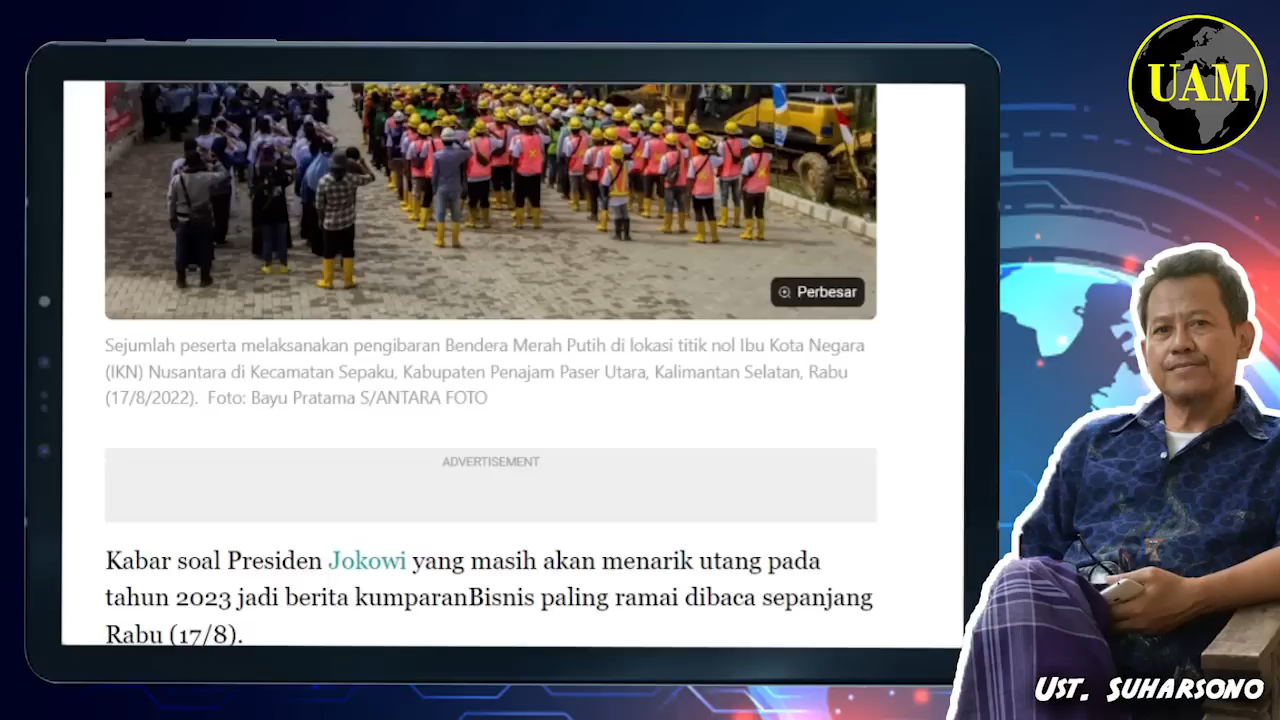 UAM
Perbesar
Sejumlah peserta melaksanakan pengibaran Bendera Merah Putih di lokasi titik nol Ibu Kota Negara
(IKN) Nusantara di Kecamatan Sepaku, Kabupaten Penajam Paser Utara, Kalimantan Selatan, Rabu
(17/8/2022). Foto: Bayu Pratama S/ANTARA FOTO
ADVERTISEMENT
Kabar soal Presiden Jokowi yang masih akan menarik utang pada
tahun 2023 jadi berita kumparanBisnis paling ramai dibaca sepanjang
Rabu (17/8).
UST. SUHARSONO